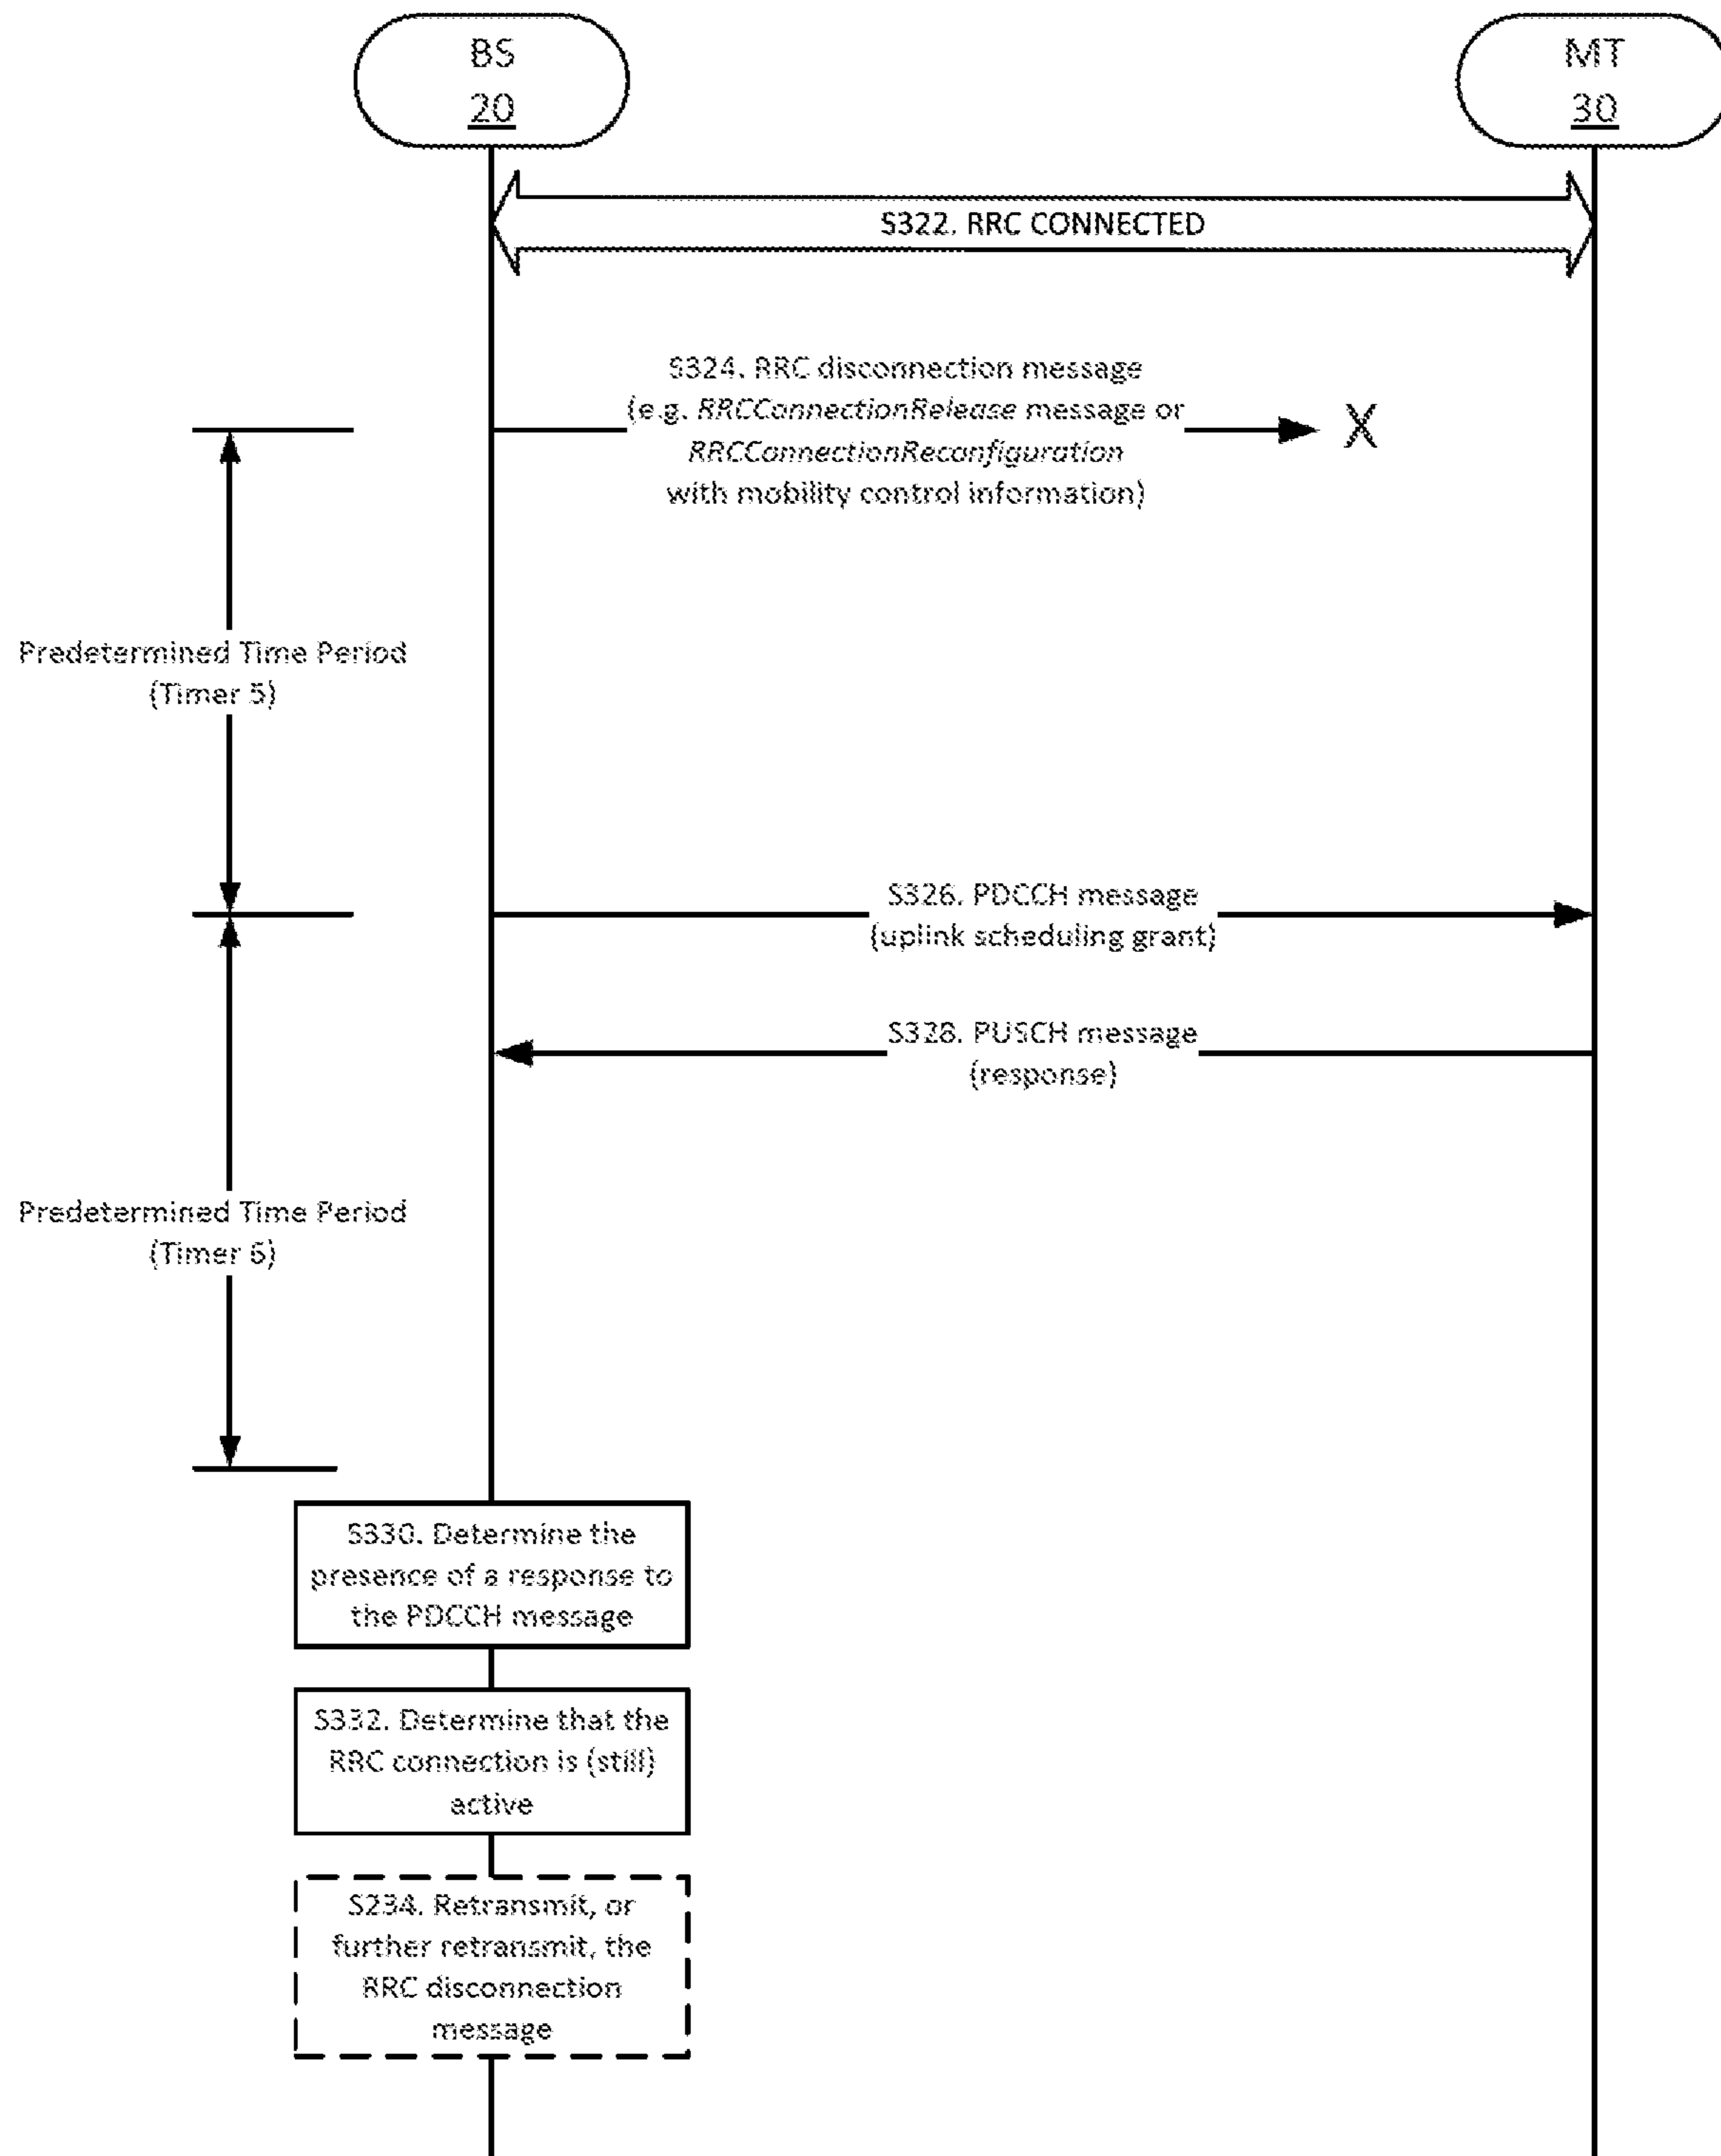 BS
20
MT
30
S322. RRC CONNECTED
S324. RRC disconnection message
(e.g. RRCConnectionRelease message or
RRCConnectionReconfiguration
with mobility control information)
X
Predetermined Time Period
(Timer 5)
S326. PDCCH message
(uplink scheduling grant)
S328. PUSCH message
(response)
Predetermined Time Period
(Timer 6)
S330. Determine the
presence of a response to
the PDCCH message
S332. Determine that the
RRC connection is (still)
active
S234. Retransmit, or
further retransmit, the
RRC disconnection
message